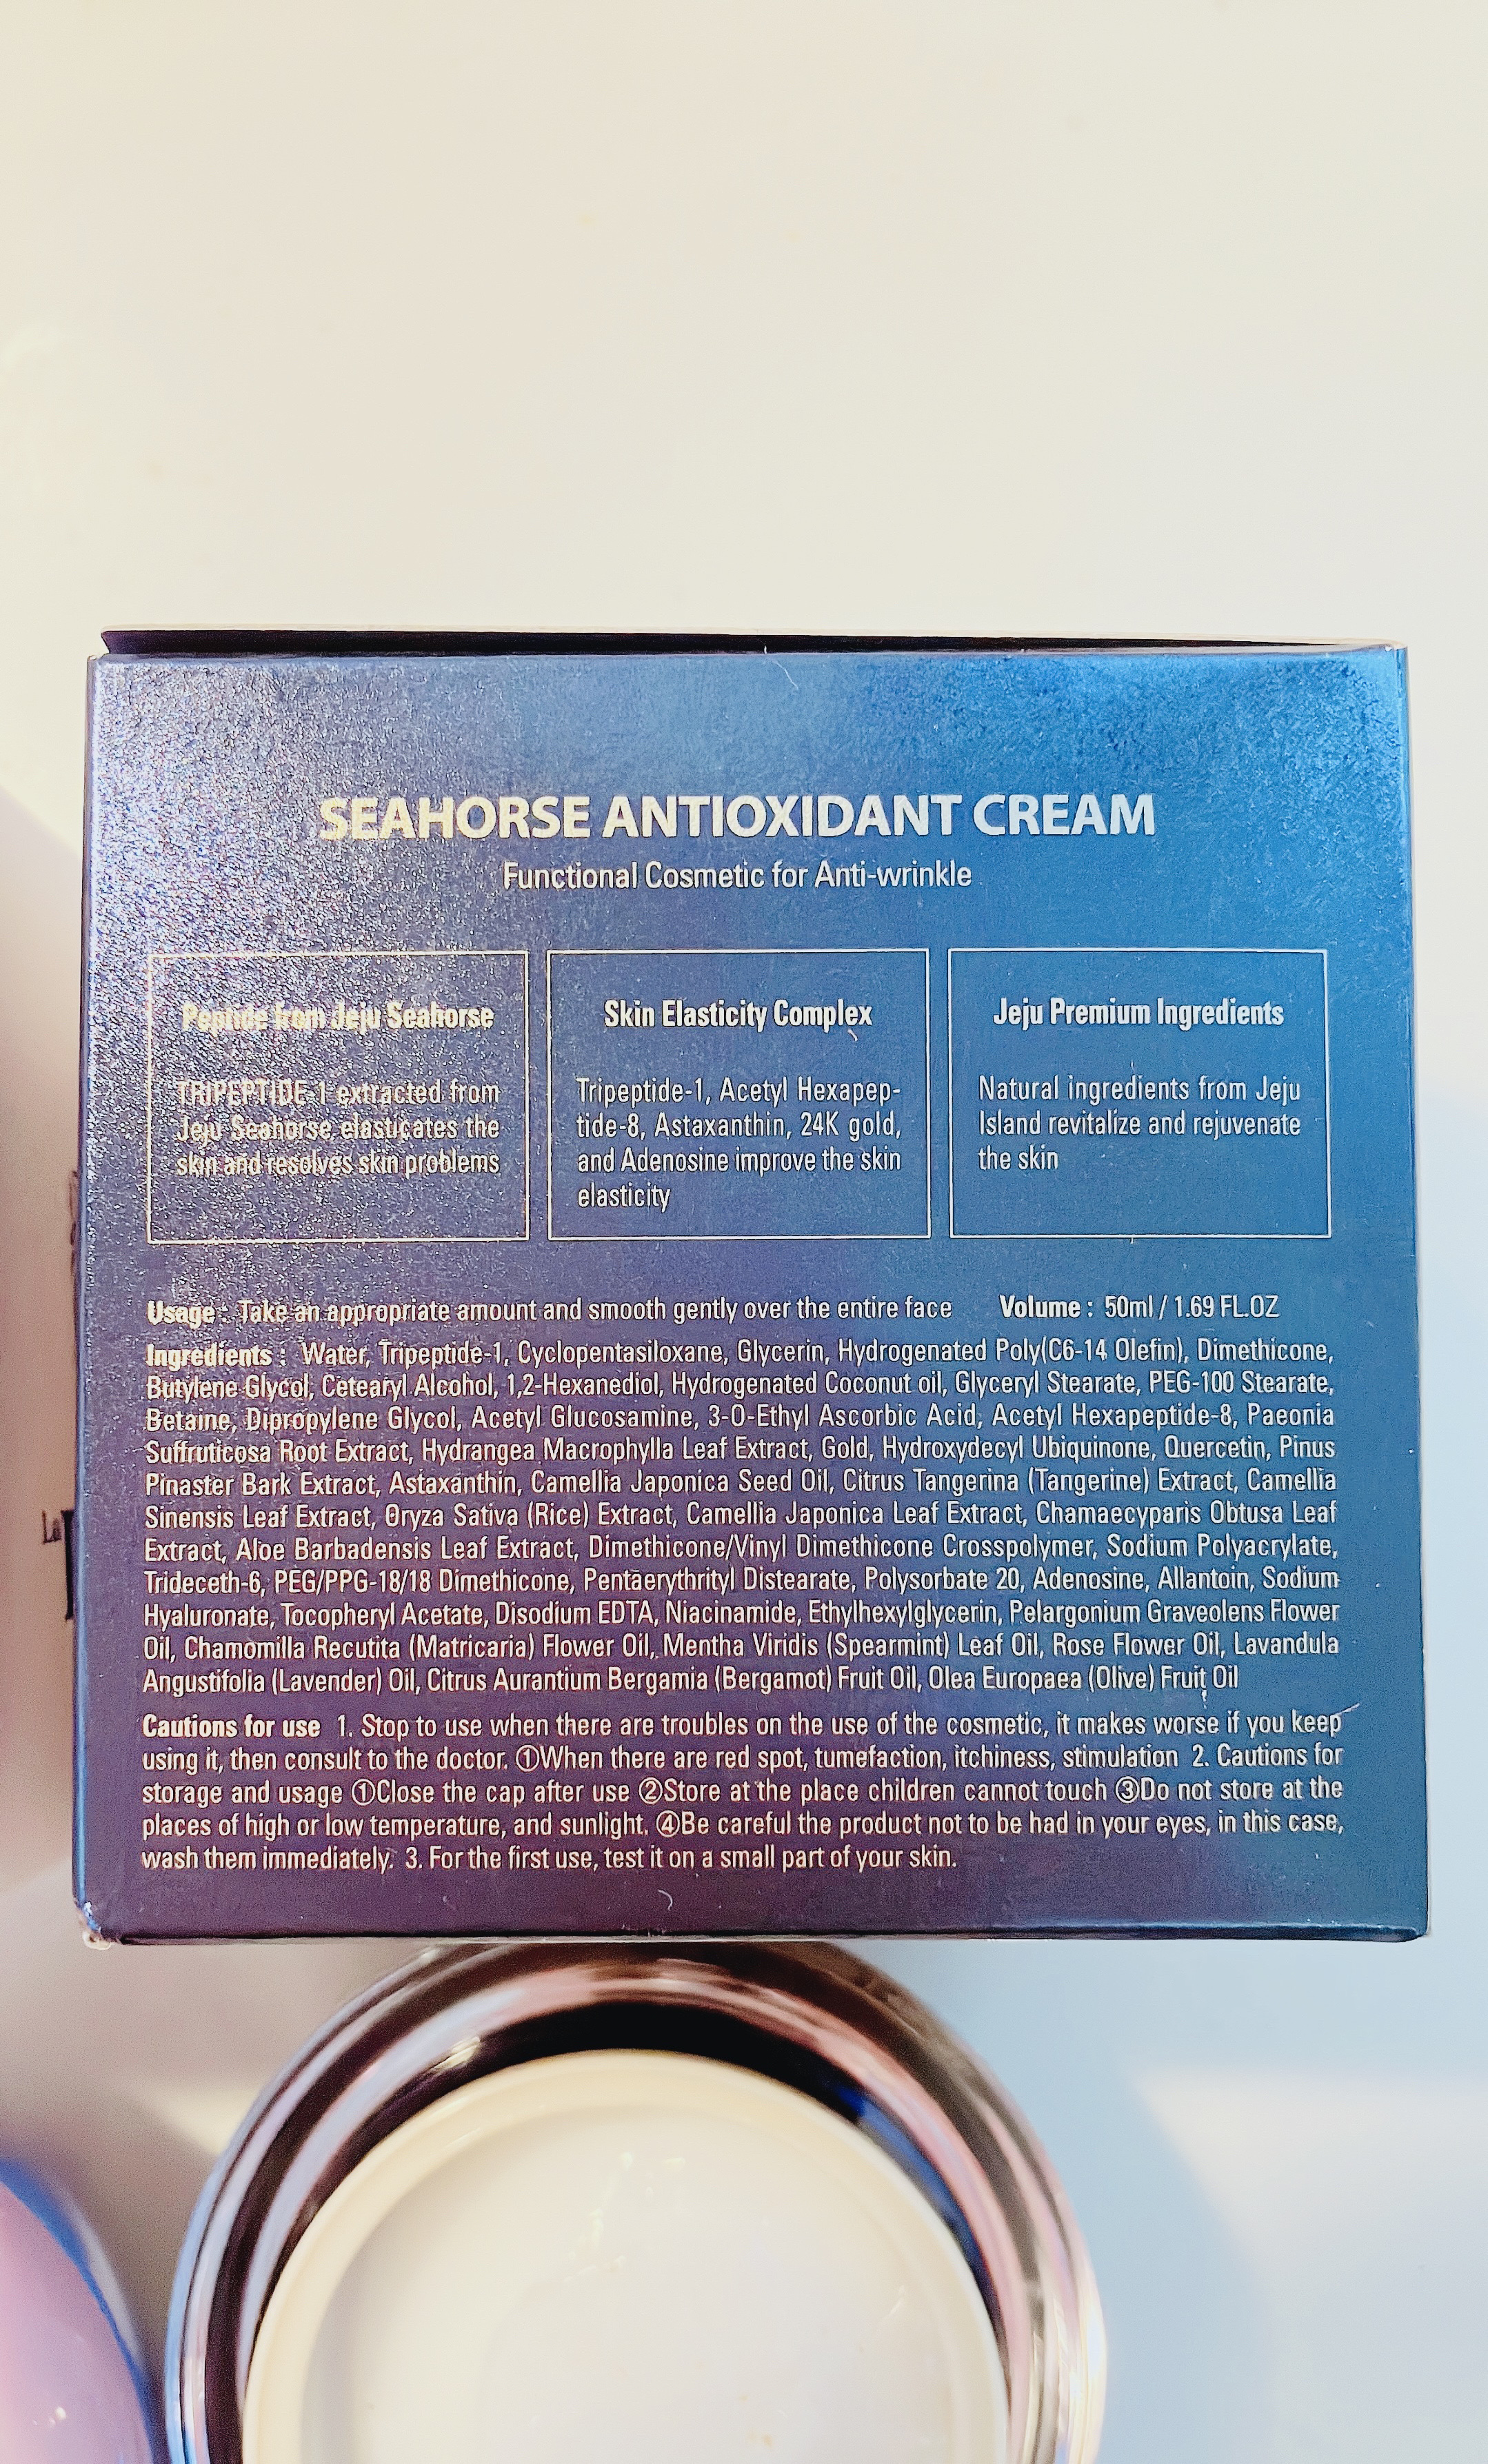 SEAHORSE ANTIOXIDANT CREAM
Functional Cosmetic for Anti-wrinkle
Peptide from Jeju Seahorse
TRIPEPTIDE-1 extracted from
Jeju Seahorse elasticates the
skin and resolves skin problems
Skin Elasticity Complex
Tripeptide-1, Acetyl Hexapep-
tide-8, Astaxanthin, 24K gold,
and Adenosine improve the skin
elasticity
Jeju Premium Ingredients
Natural ingredients from Jeju
Island revitalize and rejuvenate
the skin
Usage : Take an appropriate amount and smooth gently over the entire face Volume : 50ml / 1.69 FL.OZ
Ingredients : Water, Tripeptide-1, Cyclopentasiloxane, Glycerin, Hydrogenated Poly(C6-14 Olefin), Dimethicone,
Butylene Glycol, Cetearyl Alcohol, 1,2-Hexanediol, Hydrogenated Coconut oil, Glyceryl Stearate, PEG-100 Stearate,
Betaine, Dipropylene Glycol, Acetyl Glucosamine, 3-O-Ethyl Ascorbic Acid, Acetyl Hexapeptide-8, Paeonia
Suffruticosa Root Extract, Hydrangea Macrophylla Leaf Extract, Gold, Hydroxydecyl Ubiquinone, Quercetin, Pinus
Pinaster Bark Extract, Astaxanthin, Camellia Japonica Seed Oil, Citrus Tangerina (Tangerine) Extract, Camellia
Sinensis Leaf Extract, Oryza Sativa (Rice) Extract, Camellia Japonica Leaf Extract, Chamaecyparis Obtusa Leaf
Extract, Aloe Barbadensis Leaf Extract, Dimethicone/Vinyl Dimethicone Crosspolymer, Sodium Polyacrylate,
Trideceth-6, PEG/PPG-18/18 Dimethicone, Pentaerythrityl Distearate, Polysorbate 20, Adenosine, Allantoin, Sodium
Hyaluronate, Tocopheryl Acetate, Disodium EDTA, Niacinamide, Ethylhexylglycerin, Pelargonium Graveolens Flower
Oil, Chamomilla Recutita (Matricaria) Flower Oil, Mentha Viridis (Spearmint) Leaf Oil, Rose Flower Oil, Lavandula
Angustifolia (Lavender) Oil, Citrus Aurantium Bergamia (Bergamot) Fruit Oil, Olea Europaea (Olive) Fruit Oil
Cautions for use 1. Stop to use when there are troubles on the use of the cosmetic, it makes worse if you keep
using it, then consult to the doctor. ①When there are red spot, tumefaction, itchiness, stimulation 2. Cautions for
storage and usage ①Close the cap after use ②Store at the place children cannot touch ③Do not store at the
places of high or low temperature, and sunlight. ④Be careful the product not to be had in your eyes, in this case,
wash them immediately. 3. For the first use, test it on a small part of your skin.